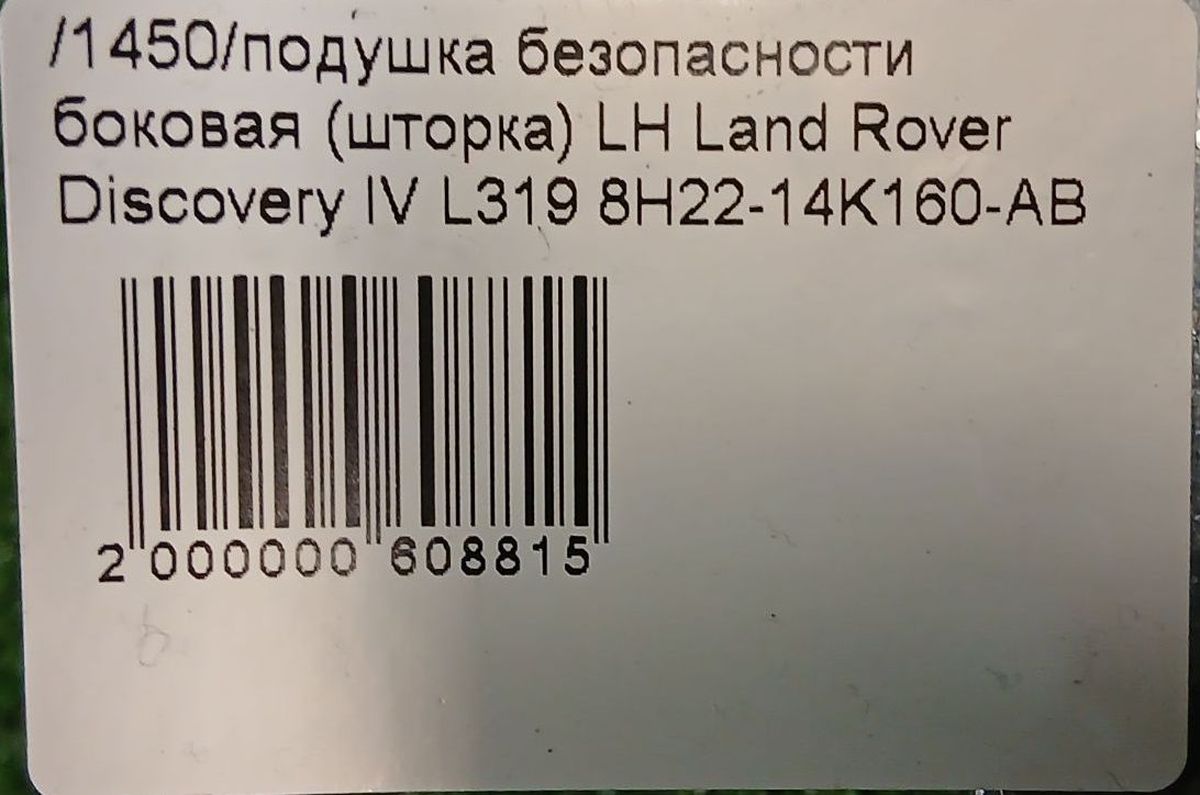 /1450/подушка безопасности
боковая (шторка) LH Land Rover
Discovery IV L319 8H22-14K160-AB
2 000000 608815